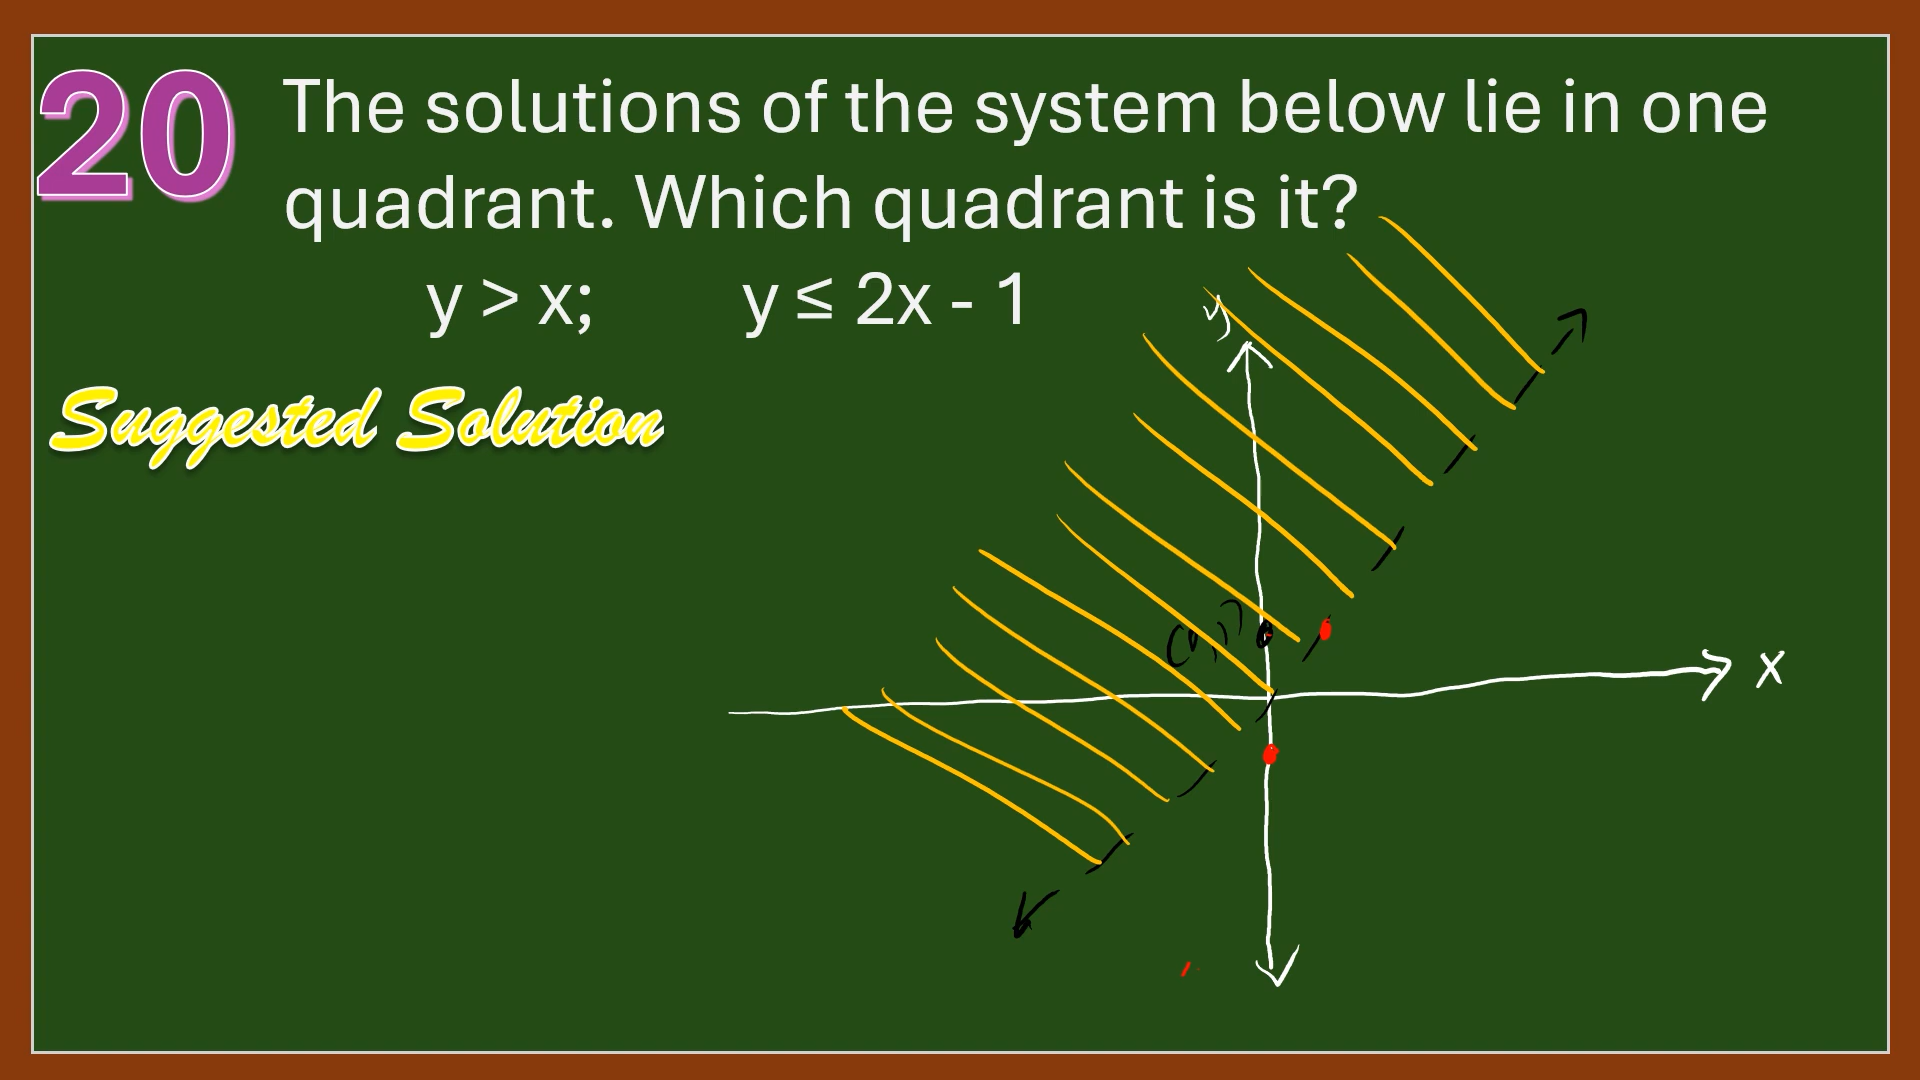 20
The solutions of the system below lie in one
quadrant. Which quadrant is it?
y > x; y ≤ 2x - 1
Suggested Solution
y
x